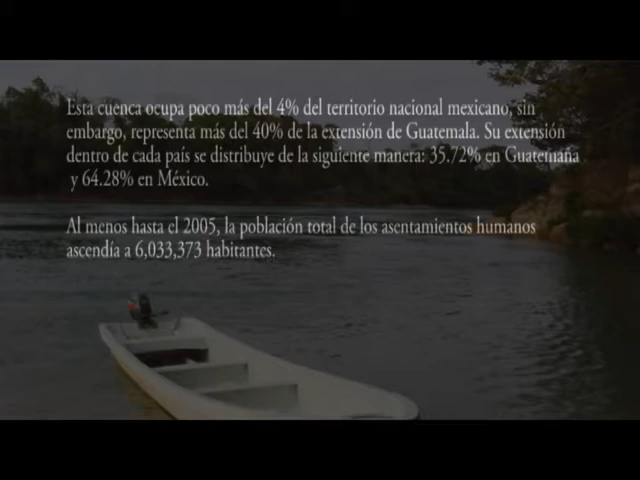 Esta cuenca ocupa poco más del 4% del territorio nacional mexicano, sin
embargo, representa más del 40% de la extensión de Guatemala. Su extensión
dentro de cada país se distribuye de la siguiente manera: 35.72% en Guatemaña
y 64.28% en México.
Al menos hasta el 2005, la población total de los asentamientos humanos
ascendía a 6,033,373 habitantes.